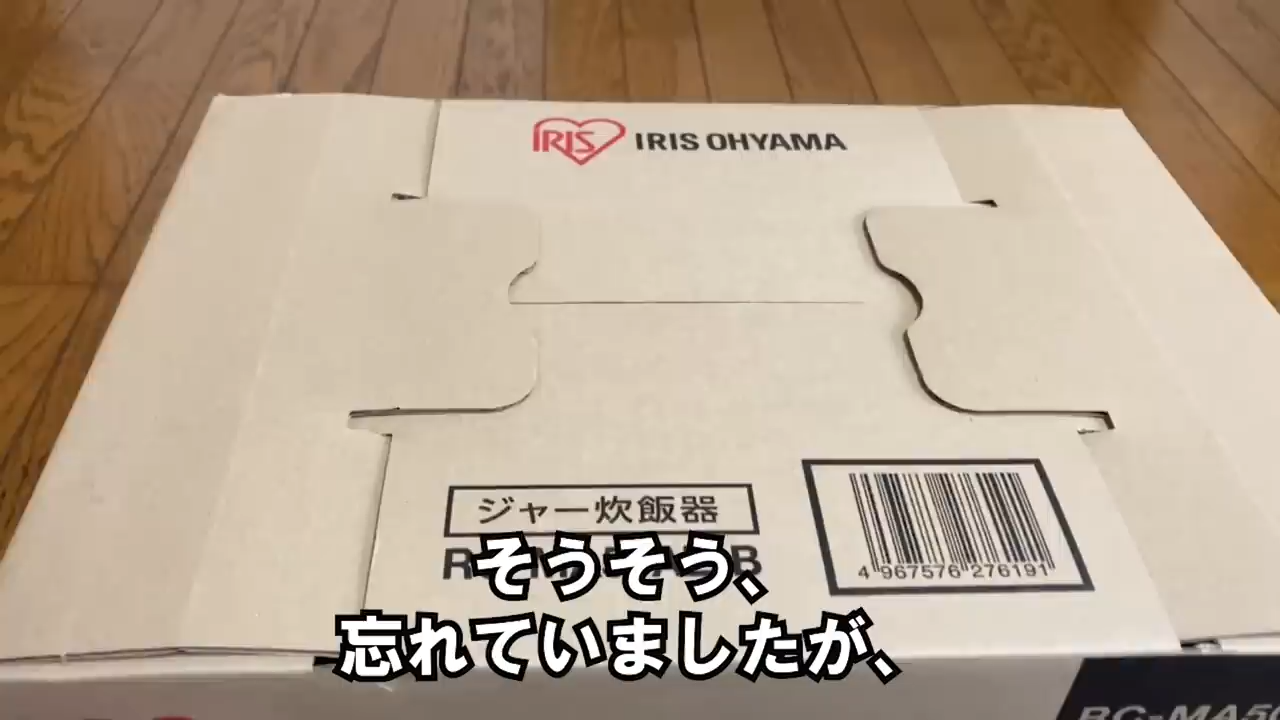 IRIS
IRIS OHYAMA
ジャー炊飯器
4 967576 276191
そうそう、
忘れていましたが、